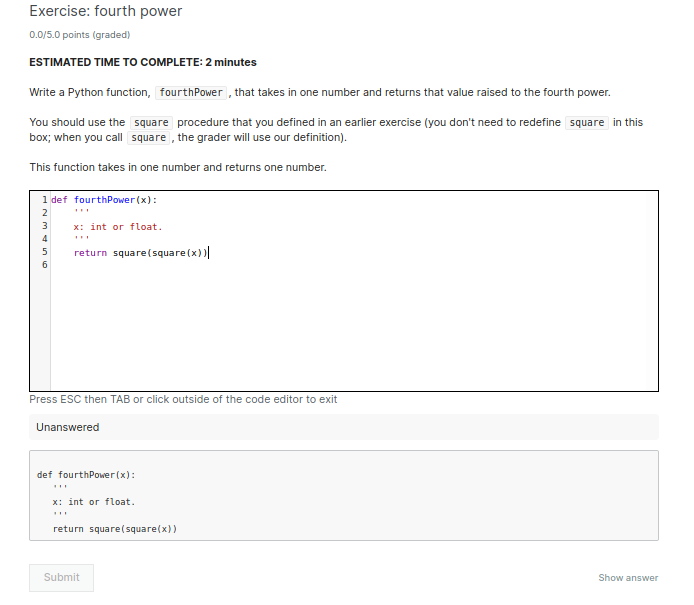 Exercise: fourth power
0.0/5.0 points (graded)
ESTIMATED TIME TO COMPLETE: 2 minutes
Write a Python function, fourthPower, that takes in one number and returns that value raised to the fourth power.
You should use the square procedure that you defined in an earlier exercise (you don't need to redefine square in this
box; when you call square, the grader will use our definition).
This function takes in one number and returns one number.
1 def fourthPower(x):
2     '''
3     x: int or float.
4     '''
5     return square(square(x))
6
Press ESC then TAB or click outside of the code editor to exit
Unanswered
def fourthPower(x):
   '''
   x: int or float.
   '''
   return square(square(x))
Submit
Show answer